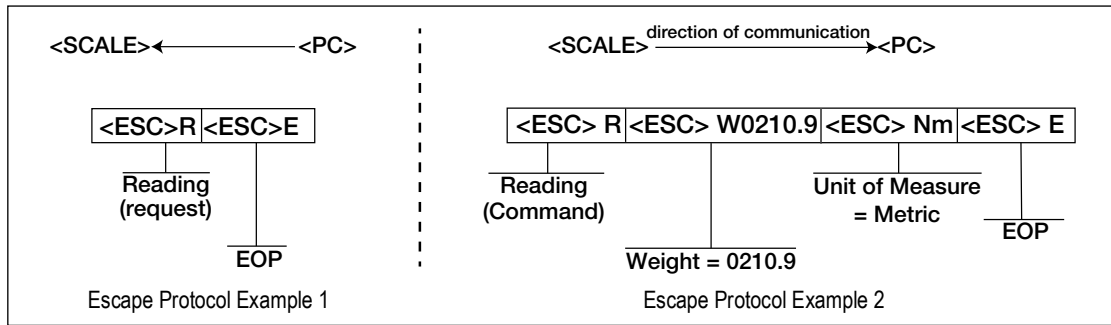 <SCALE> <PC>
<ESC>R <ESC>E
Reading
(request)
EOP
Escape Protocol Example 1
direction of communication
<SCALE> <PC>
<ESC> R <ESC> W0210.9 <ESC> Nm <ESC> E
Reading
(Command)
Weight = 0210.9
Unit of Measure
= Metric
EOP
Escape Protocol Example 2